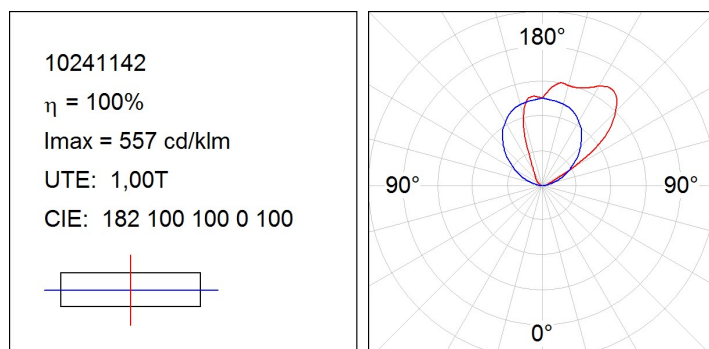 10241142
η = 100%
Imax = 557 cd/klm
UTE: 1,00T
CIE: 182 100 100 0 100
180°
90° 90°
0°